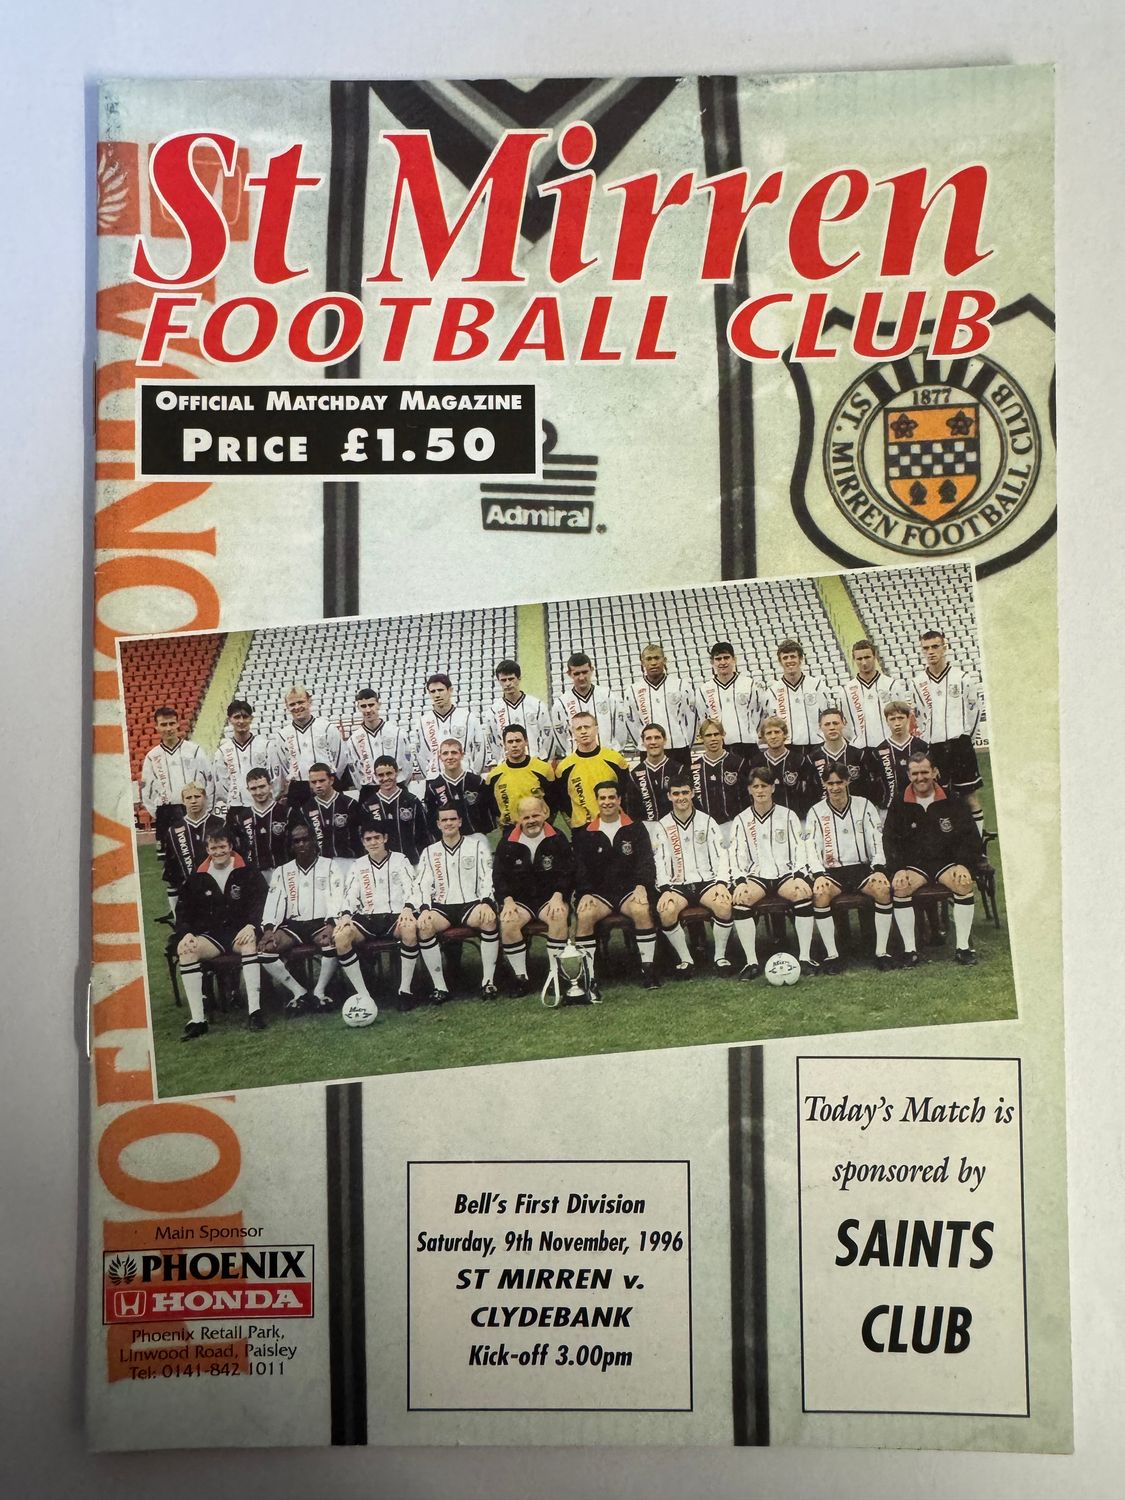 St Mirren
FOOTBALL CLUB
OFFICIAL MATCHDAY MAGAZINE
PRICE £1.50
Admiral
1877
ST. MIRREN FOOTBALL CLUB
PHOENIX HONDA
Today's Match is
sponsored by
SAINTS
CLUB
Bell's First Division
Saturday, 9th November, 1996
ST MIRREN v.
CLYDEBANK
Kick-off 3.00pm
Main Sponsor
PHOENIX
HONDA
Phoenix Retail Park,
Linwood Road, Paisley
Tel: 0141-842 1011